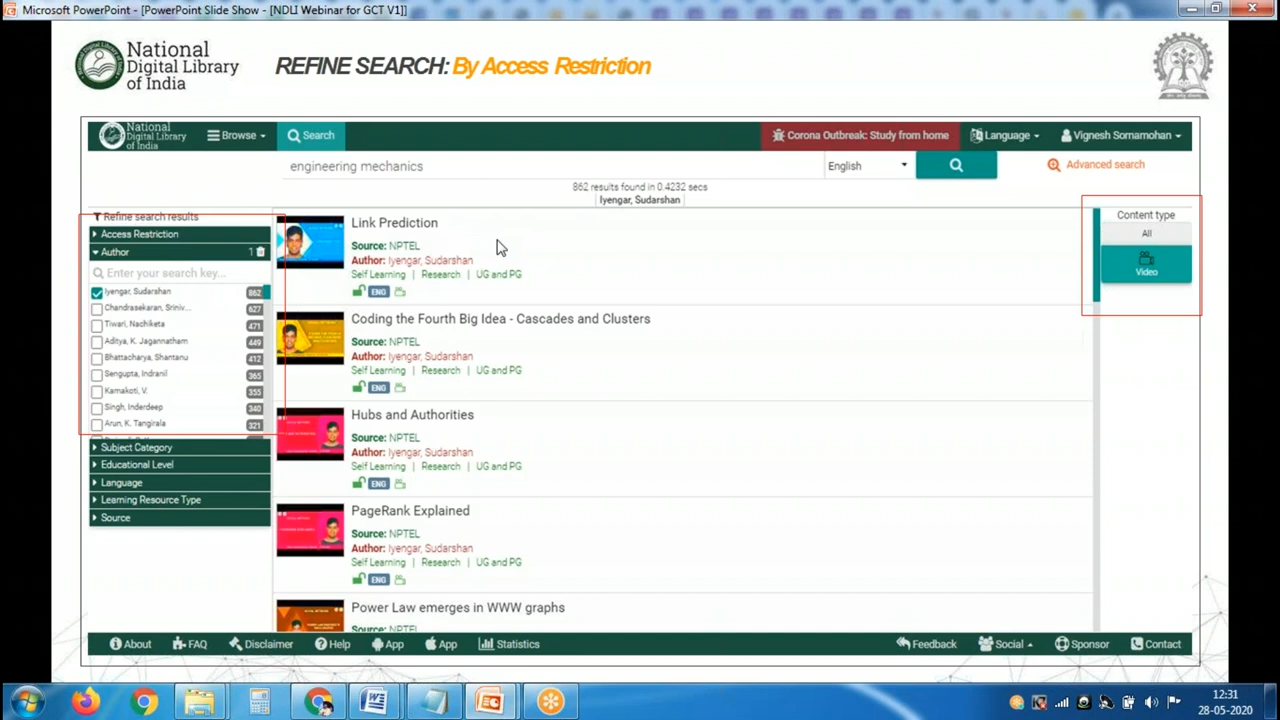 Microsoft PowerPoint - [PowerPoint Slide Show - [NDLI Webinar for GCT V1]]
National
Digital Library
of India
REFINE SEARCH: By Access Restriction
National
Digital Library
of India
Browse
Search
Corona Outbreak: Study from home
Language
Vignesh Sornamohan
engineering mechanics
English
Advanced search
862 results found in 0.4232 secs
Iyengar, Sudarshan
Refine search results
Access Restriction
Author 1
Enter your search key...
Iyengar, Sudarshan 862
Chandrasekaran, Sriniv... 627
Tiwari, Nachiketa 471
Aditya, K. Jagannatham 449
Bhattacharya, Shantanu 412
Sengupta, Indranil 365
Kamakoti, V. 355
Singh, Inderdeep 340
Arun, K. Tangirala 321
Subject Category
Educational Level
Language
Learning Resource Type
Source
Link Prediction
Source: NPTEL
Author: Iyengar, Sudarshan
Self Learning | Research | UG and PG
ENG
Coding the Fourth Big Idea - Cascades and Clusters
Source: NPTEL
Author: Iyengar, Sudarshan
Self Learning | Research | UG and PG
ENG
Hubs and Authorities
Source: NPTEL
Author: Iyengar, Sudarshan
Self Learning | Research | UG and PG
ENG
PageRank Explained
Source: NPTEL
Author: Iyengar, Sudarshan
Self Learning | Research | UG and PG
ENG
Power Law emerges in WWW graphs
Source: NPTEL
Content type
All
Video
About
FAQ
Disclaimer
Help
App
App
Statistics
Feedback
Social
Sponsor
Contact
12:31
28-05-2020